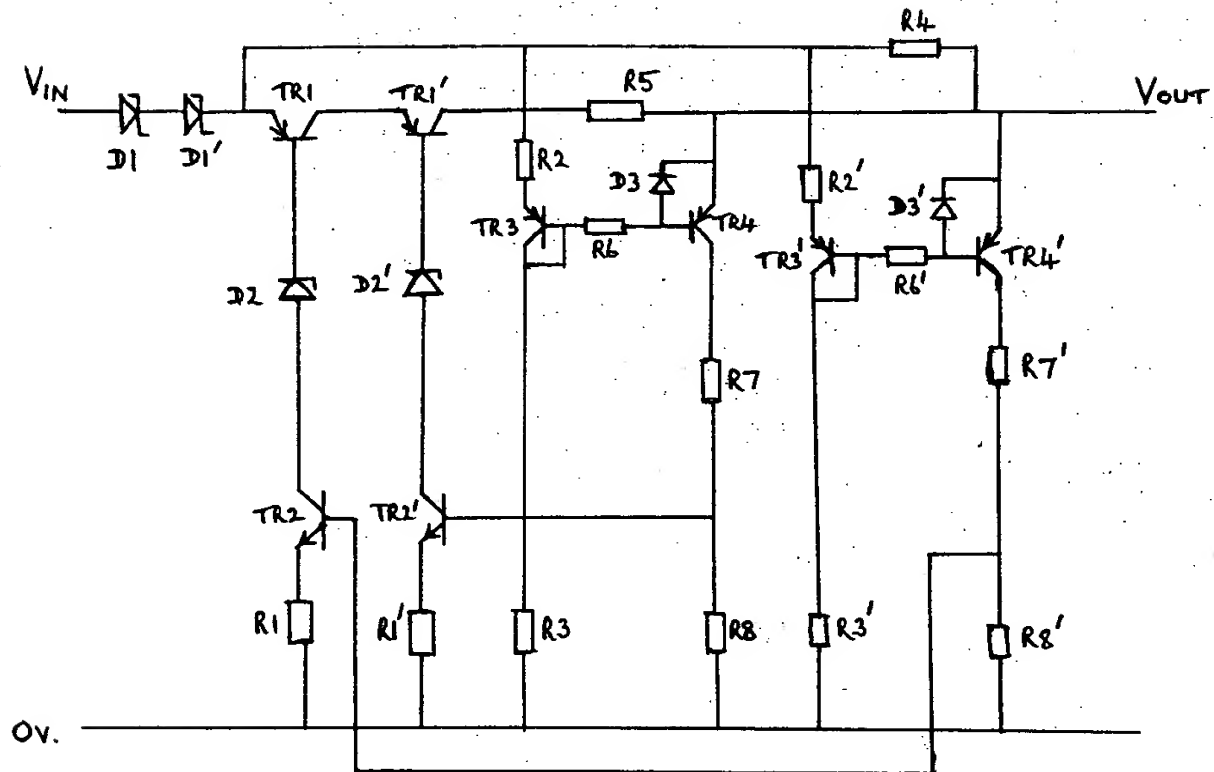 R4
VIN
TR1
TR1'
R5
VOUT
D1
D1'
R2
D3
R2'
D3'
TR3
R6
TR4
TR3'
R6'
TR4'
D2
D2'
R7
R7'
TR2
TR2'
R1
R1'
R3
R8
R3'
R8'
0V.